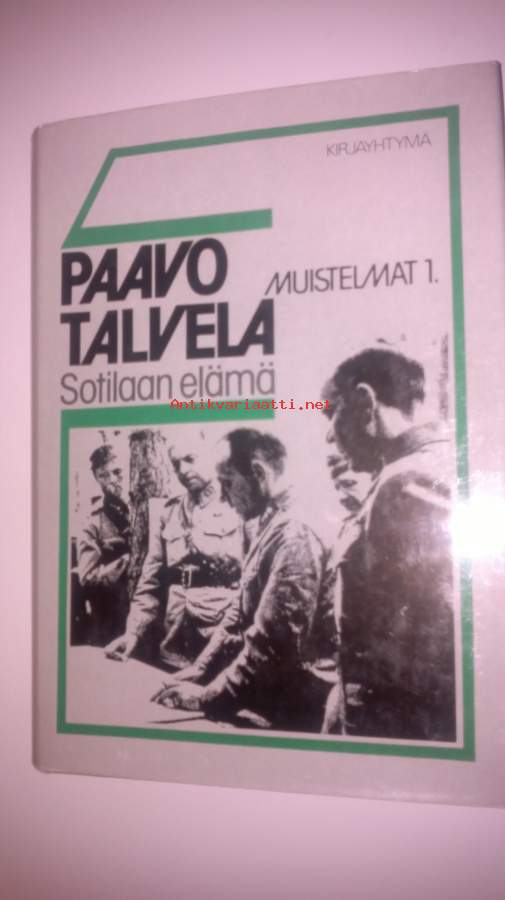 KIRJAYHTYMÄ
PAAVO
TALVELA
MUISTELMAT 1.
Sotilaan elämä
Antikvariaatti.net